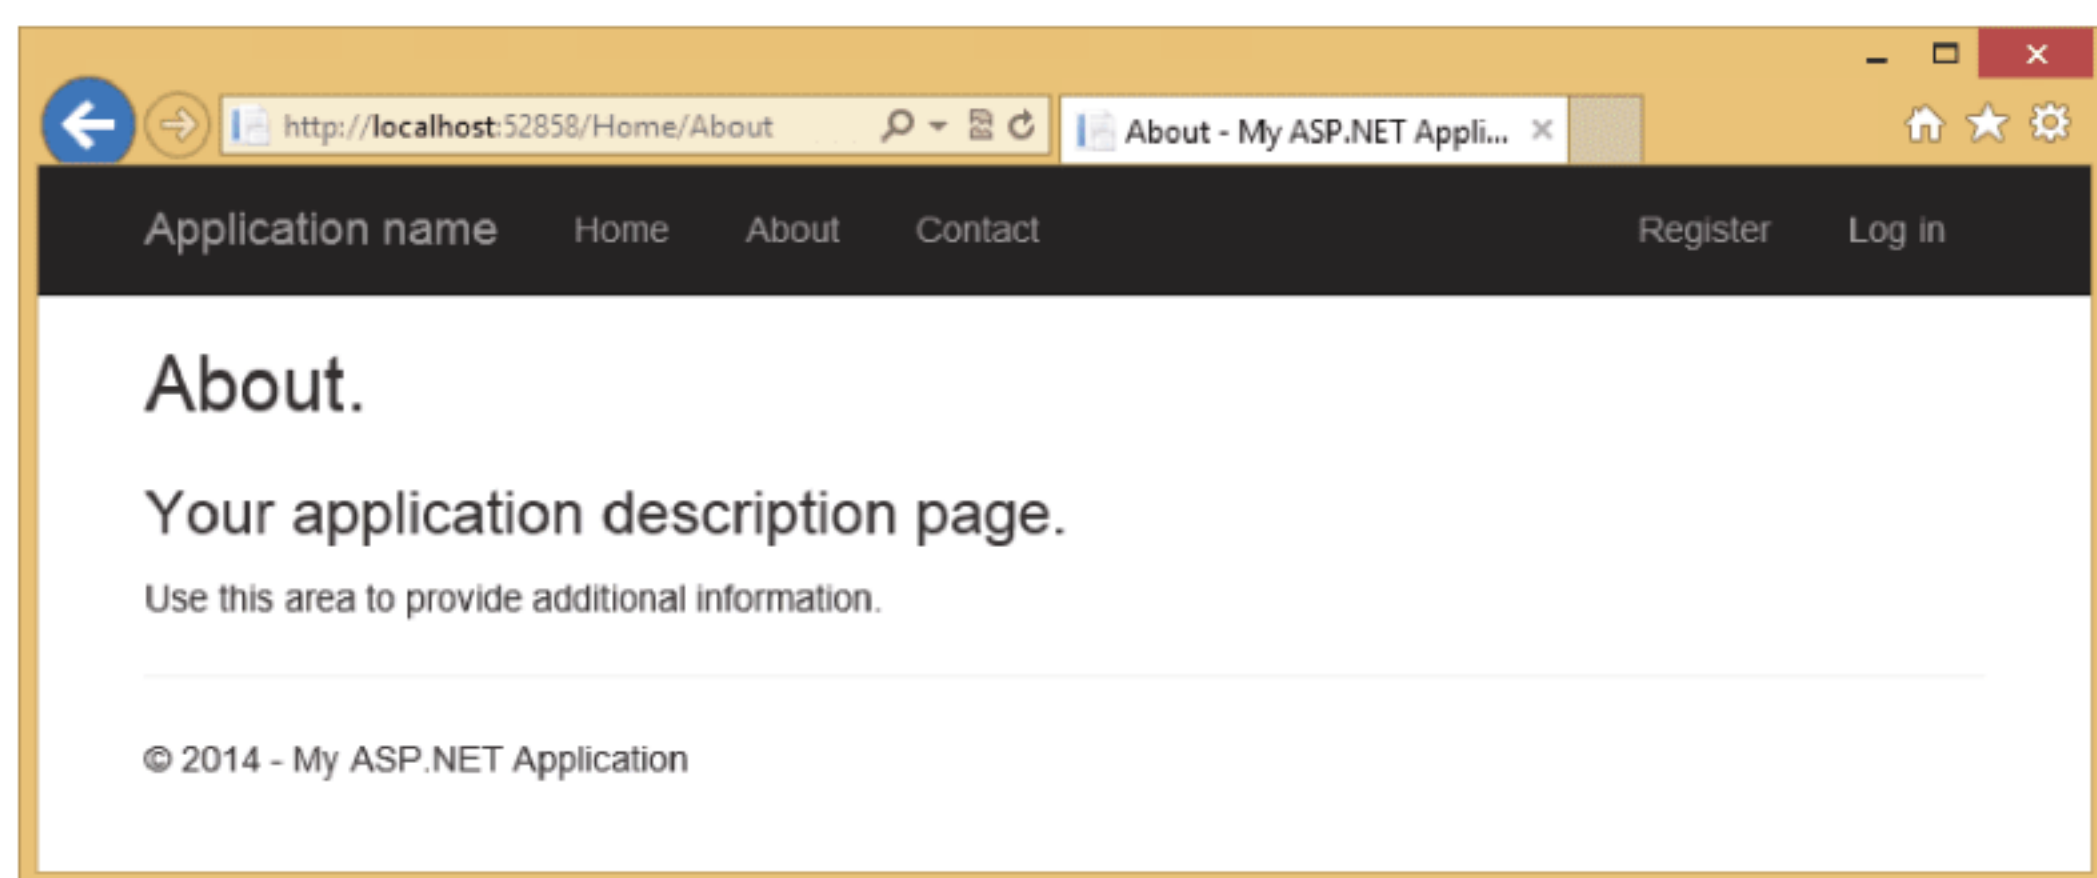 http://localhost:52858/Home/About
About - My ASP.NET Appli...
Application name Home About Contact Register Log in
About.
Your application description page.
Use this area to provide additional information.
© 2014 - My ASP.NET Application